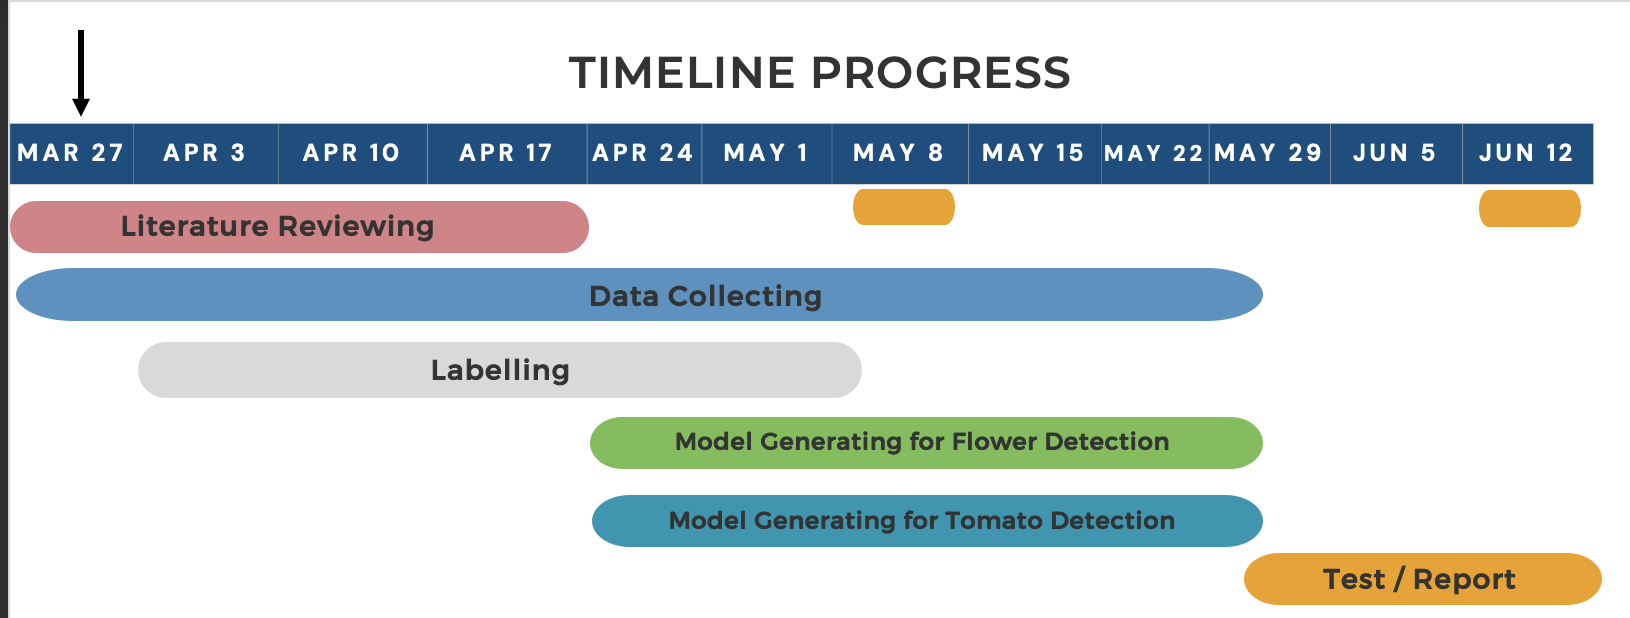 TIMELINE PROGRESS
MAR 27 APR 3 APR 10 APR 17 APR 24 MAY 1 MAY 8 MAY 15 MAY 22 MAY 29 JUN 5 JUN 12
Literature Reviewing
Data Collecting
Labelling
Model Generating for Flower Detection
Model Generating for Tomato Detection
Test / Report